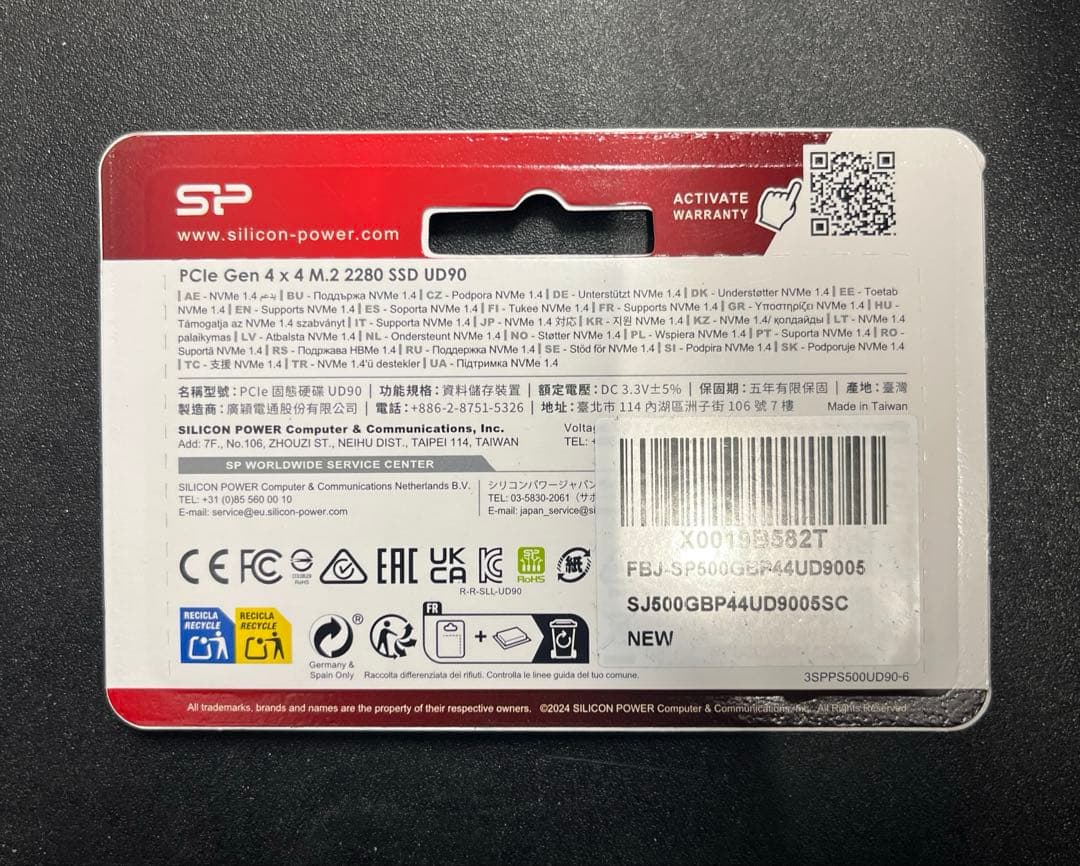 SP
www.silicon-power.com
ACTIVATE
WARRANTY
PCIe Gen 4 x 4 M.2 2280 SSD UD90
| AE - NVMe 1.4 يدعم | BU - Поддържа NVMe 1.4 | CZ - Podpora NVMe 1.4 | DE - Unterstützt NVMe 1.4 | DK - Understøtter NVMe 1.4 | EE - Toetab
NVMe 1.4 | EN - Supports NVMe 1.4 | ES - Soporta NVMe 1.4 | FI - Tukee NVMe 1.4 | FR - Supports NVMe 1.4 | GR - Υποστηρίζει NVMe 1.4 | HU -
Támogatja az NVMe 1.4 szabványt | IT - Supporta NVMe 1.4 | JP - NVMe 1.4 対応 | KR - 지원 NVMe 1.4 | KZ - NVMe 1.4/ қолдайды | LT - NVMe 1.4
palaikymas | LV - Atbalsta NVMe 1.4 | NL - Ondersteunt NVMe 1.4 | NO - Støtter NVMe 1.4 | PL - Wspiera NVMe 1.4 | PT - Suporta NVMe 1.4 | RO -
Suportă NVMe 1.4 | RS - Подржава НВМе 1.4 | RU - Поддержка NVMe 1.4 | SE - Stöd för NVMe 1.4 | SI - Podpira NVMe 1.4 | SK - Podporuje NVMe 1.4
| TC - 支援 NVMe 1.4 | TR - NVMe 1.4'ü destekler | UA - Підтримка NVMe 1.4
名稱型號：PCIe 固態硬碟 UD90 | 功能規格：資料儲存裝置 | 額定電壓：DC 3.3V±5% | 保固期：五年有限保固 | 產地：臺灣
製造商：廣穎電通股份有限公司 | 電話：+886-2-8751-5326 | 地址：臺北市 114 內湖區洲子街 106 號 7 樓 Made in Taiwan
SILICON POWER Computer & Communications, Inc.
Add: 7F., No.106, ZHOUZI ST., NEIHU DIST., TAIPEI 114, TAIWAN
TEL:
SP WORLDWIDE SERVICE CENTER
SILICON POWER Computer & Communications Netherlands B.V.
TEL: +31 (0)85 560 00 10
E-mail: service@eu.silicon-power.com
シリコンパワージャパン
TEL: 03-5830-2061
E-mail: japan_service@si
X0019B582T
FBJ-SP500GBP44UD9005
SJ500GBP44UD9005SC
NEW
CE FC
RoHS
EAC
UK
CA
KC
SP
RoHS
紙
R-R-SLL-UD90
RECICLA
RECYCLE
RECICLA
RECYCLE
®
Germany &
Spain Only
FR
+
Raccolta differenziata dei rifiuti. Controlla le linee guida del tuo comune.
3SPPS500UD90-6
All trademarks, brands and names are the property of their respective owners. ©2024 SILICON POWER Computer & Communications, Inc. All Rights Reserved